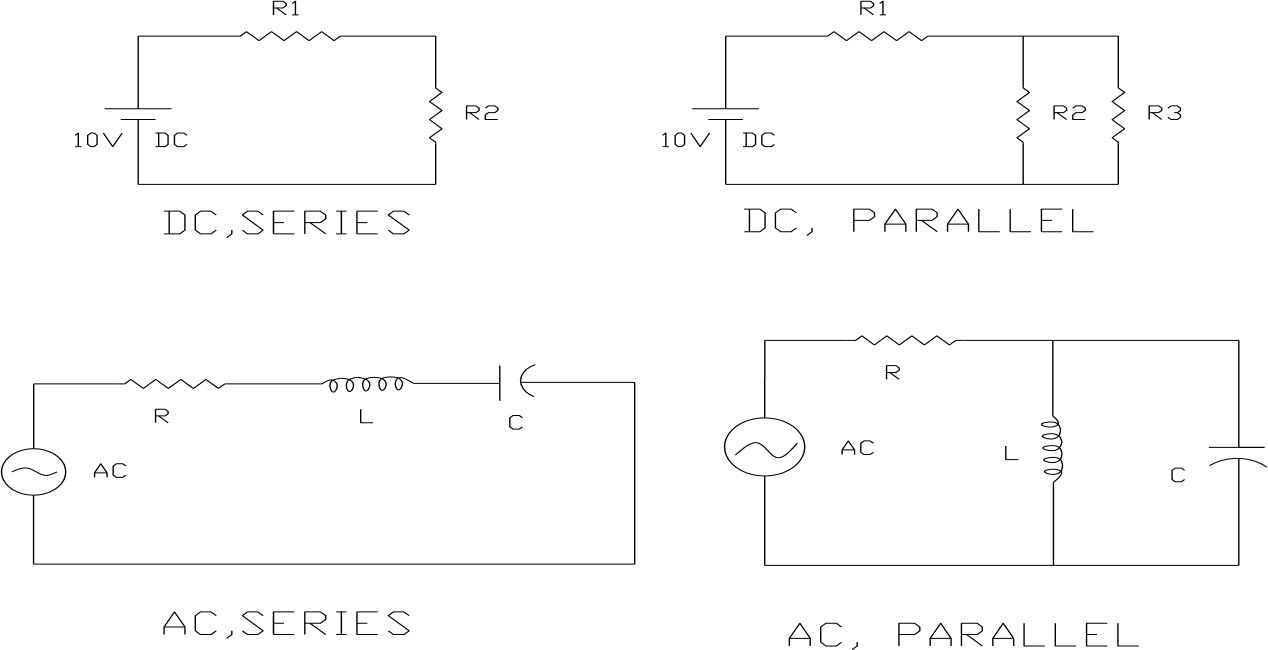 R1
R2
10V DC
DC,SERIES
R1
R2
R3
10V DC
DC, PARALLEL
R
L
C
AC
AC,SERIES
R
AC
L
C
AC, PARALLEL